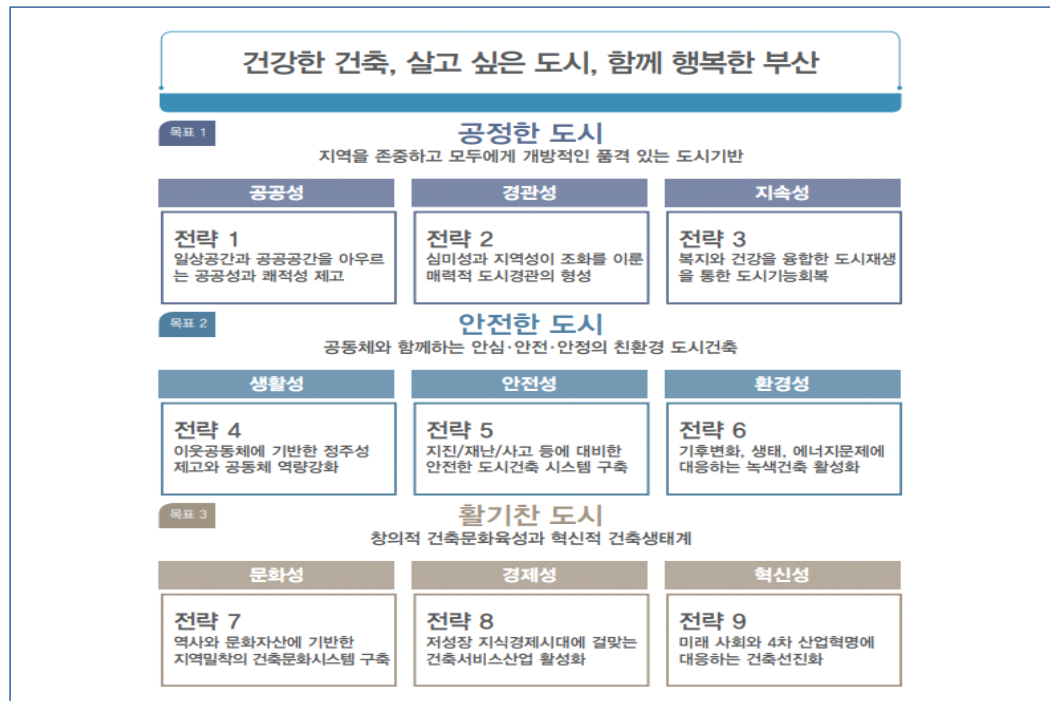 건강한 건축, 살고 싶은 도시, 함께 행복한 부산
목표 1
공정한 도시
지역을 존중하고 모두에게 개방적인 품격 있는 도시기반
공공성
경관성
지속성
전략 1
일상공간과 공공공간을 아우르
는 공공성과 쾌적성 제고
전략 2
심미성과 지역성이 조화를 이룬
매력적 도시경관의 형성
전략 3
복지와 건강을 융합한 도시재생
을 통한 도시기능회복
목표 2
안전한 도시
공동체와 함께하는 안심·안전·안정의 친환경 도시건축
생활성
안전성
환경성
전략 4
이웃공동체에 기반한 정주성
제고와 공동체 역량강화
전략 5
지진/재난/사고 등에 대비한
안전한 도시건축 시스템 구축
전략 6
기후변화, 생태, 에너지문제에
대응하는 녹색건축 활성화
목표 3
활기찬 도시
창의적 건축문화육성과 혁신적 건축생태계
문화성
경제성
혁신성
전략 7
역사와 문화자산에 기반한
지역밀착의 건축문화시스템 구축
전략 8
저성장 지식경제시대에 걸맞는
건축서비스산업 활성화
전략 9
미래 사회와 4차 산업혁명에
대응하는 건축선진화